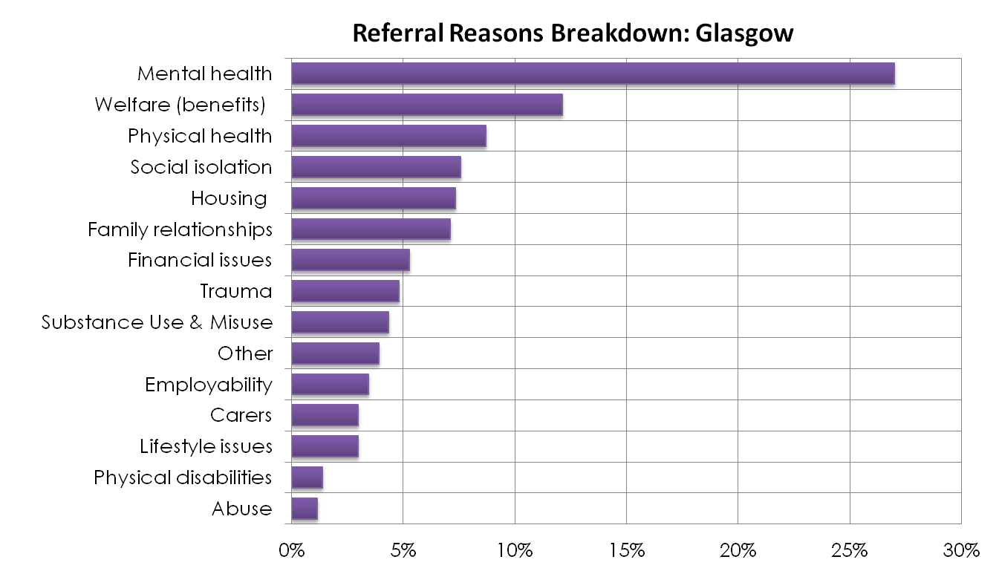 Referral Reasons Breakdown: Glasgow
Mental health
Welfare (benefits)
Physical health
Social isolation
Housing
Family relationships
Financial issues
Trauma
Substance Use & Misuse
Other
Employability
Carers
Lifestyle issues
Physical disabilities
Abuse
0% 5% 10% 15% 20% 25% 30%